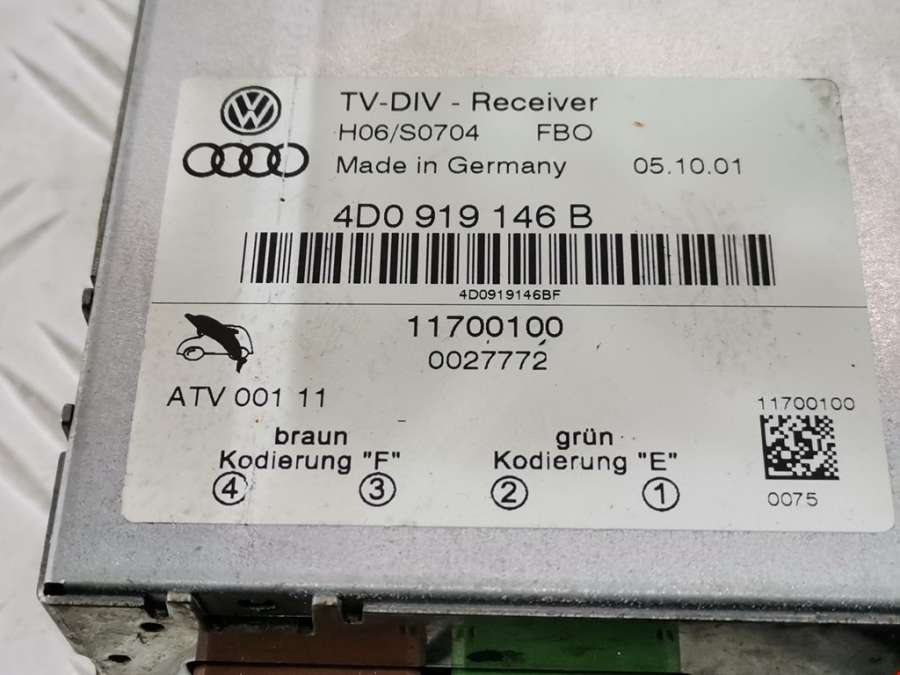 TV-DIV - Receiver
H06/S0704 FBO
Made in Germany 05.10.01
4D0 919 146 B
4D0919146BF
11700100
0027772
ATV 001 11
11700100
braun grün
Kodierung "F" Kodierung "E"
4 3 2 1
0075